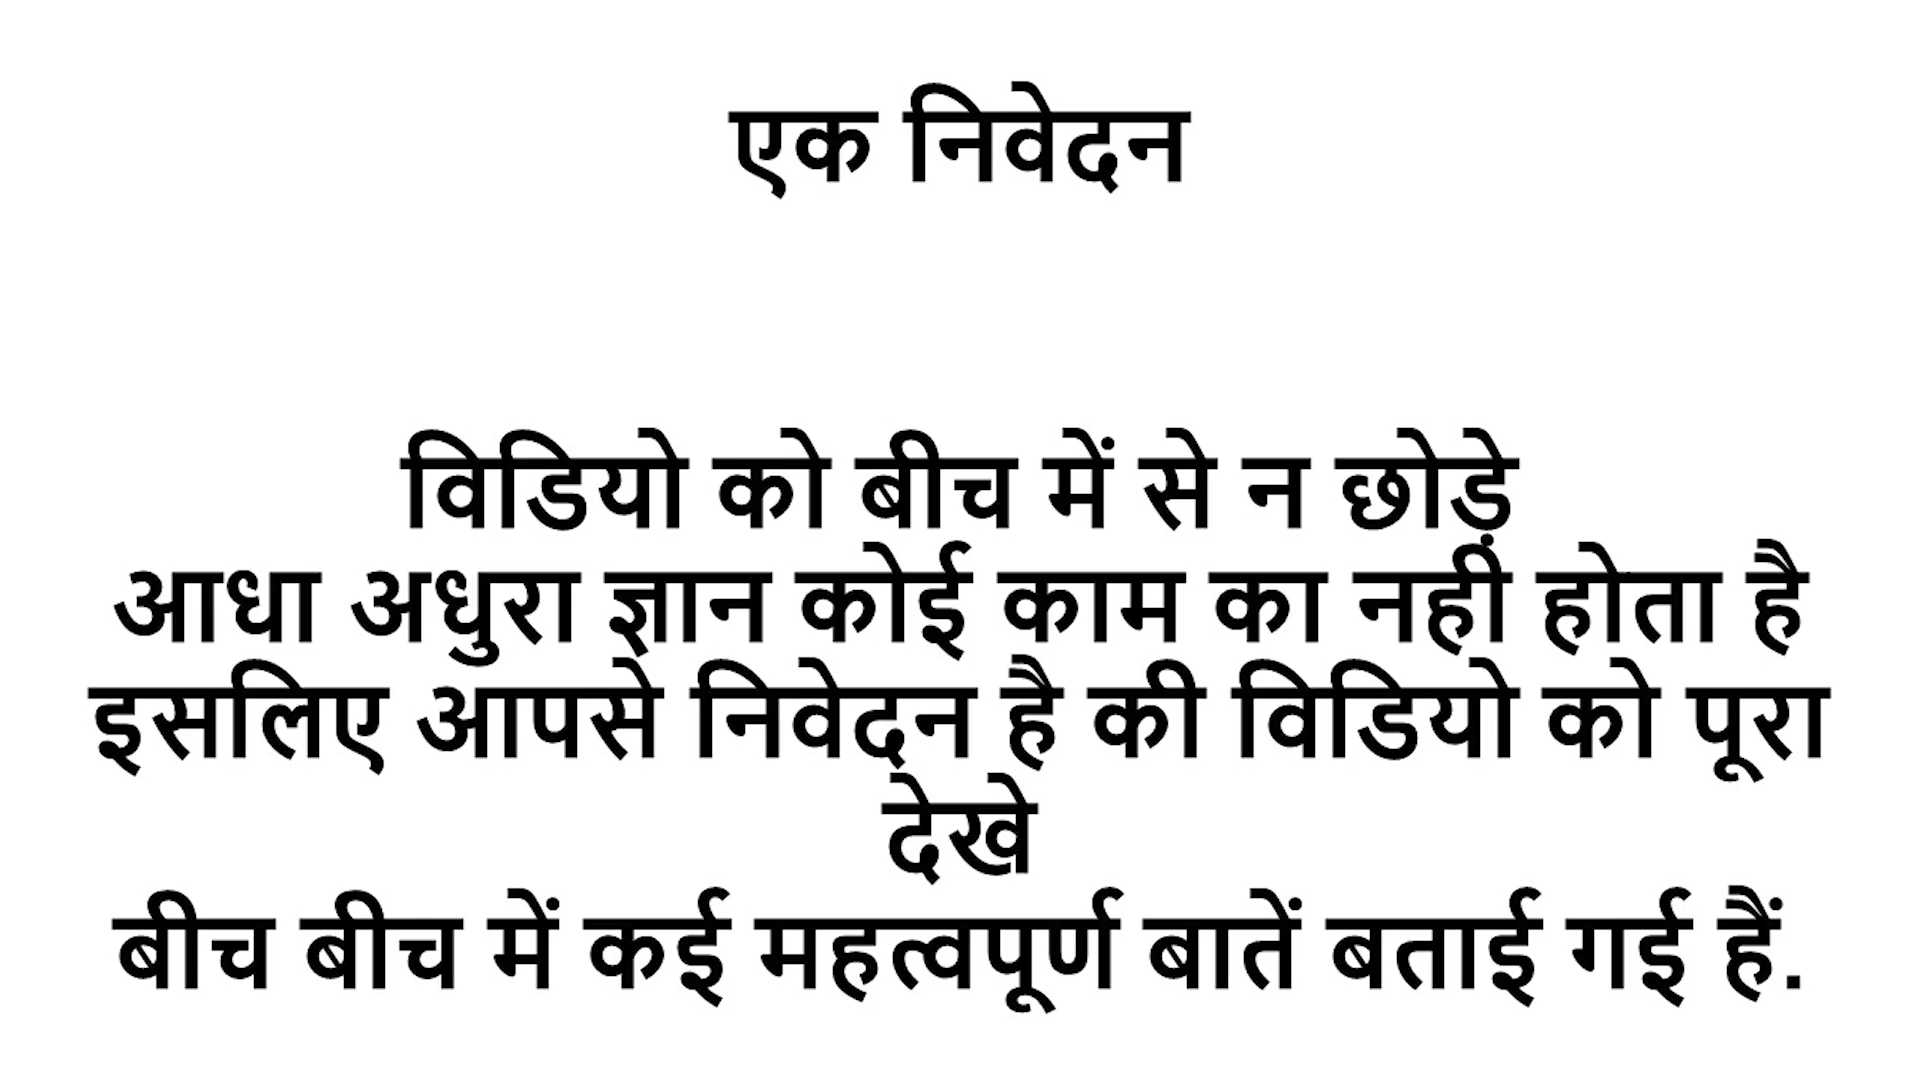 एक निवेदन
विडियो को बीच में से न छोड़े
आधा अधुरा ज्ञान कोई काम का नहीं होता है
इसलिए आपसे निवेदन है की विडियो को पूरा
देखे
बीच बीच में कई महत्वपूर्ण बातें बताई गई हैं.